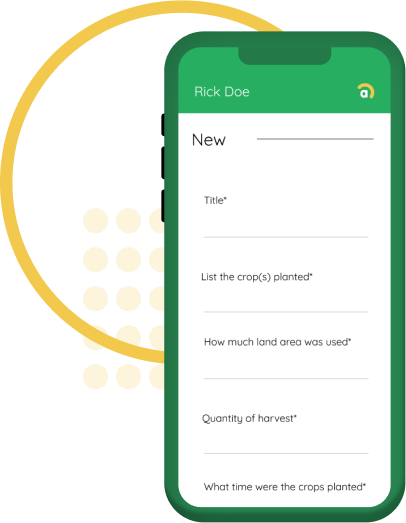 Rick Doe
a
New
Title*
List the crop(s) planted*
How much land area was used*
Quantity of harvest*
What time were the crops planted*